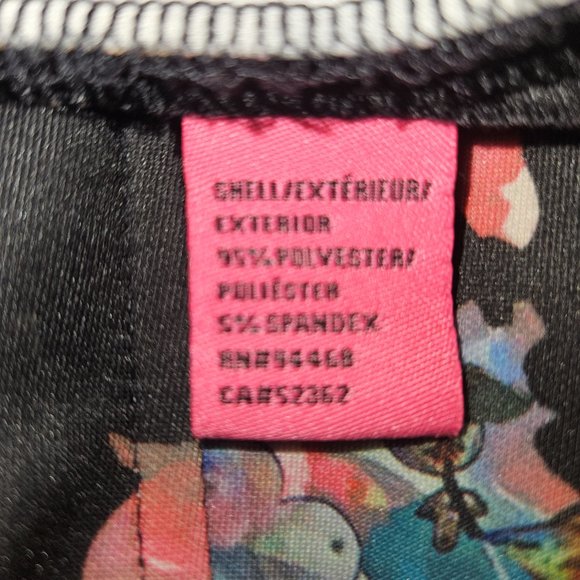 SHELL/EXTÉRIEUR/
EXTERIOR
95% POLYESTER/
POLIÉSTER
5% SPANDEX
RN#94468
CA#52362